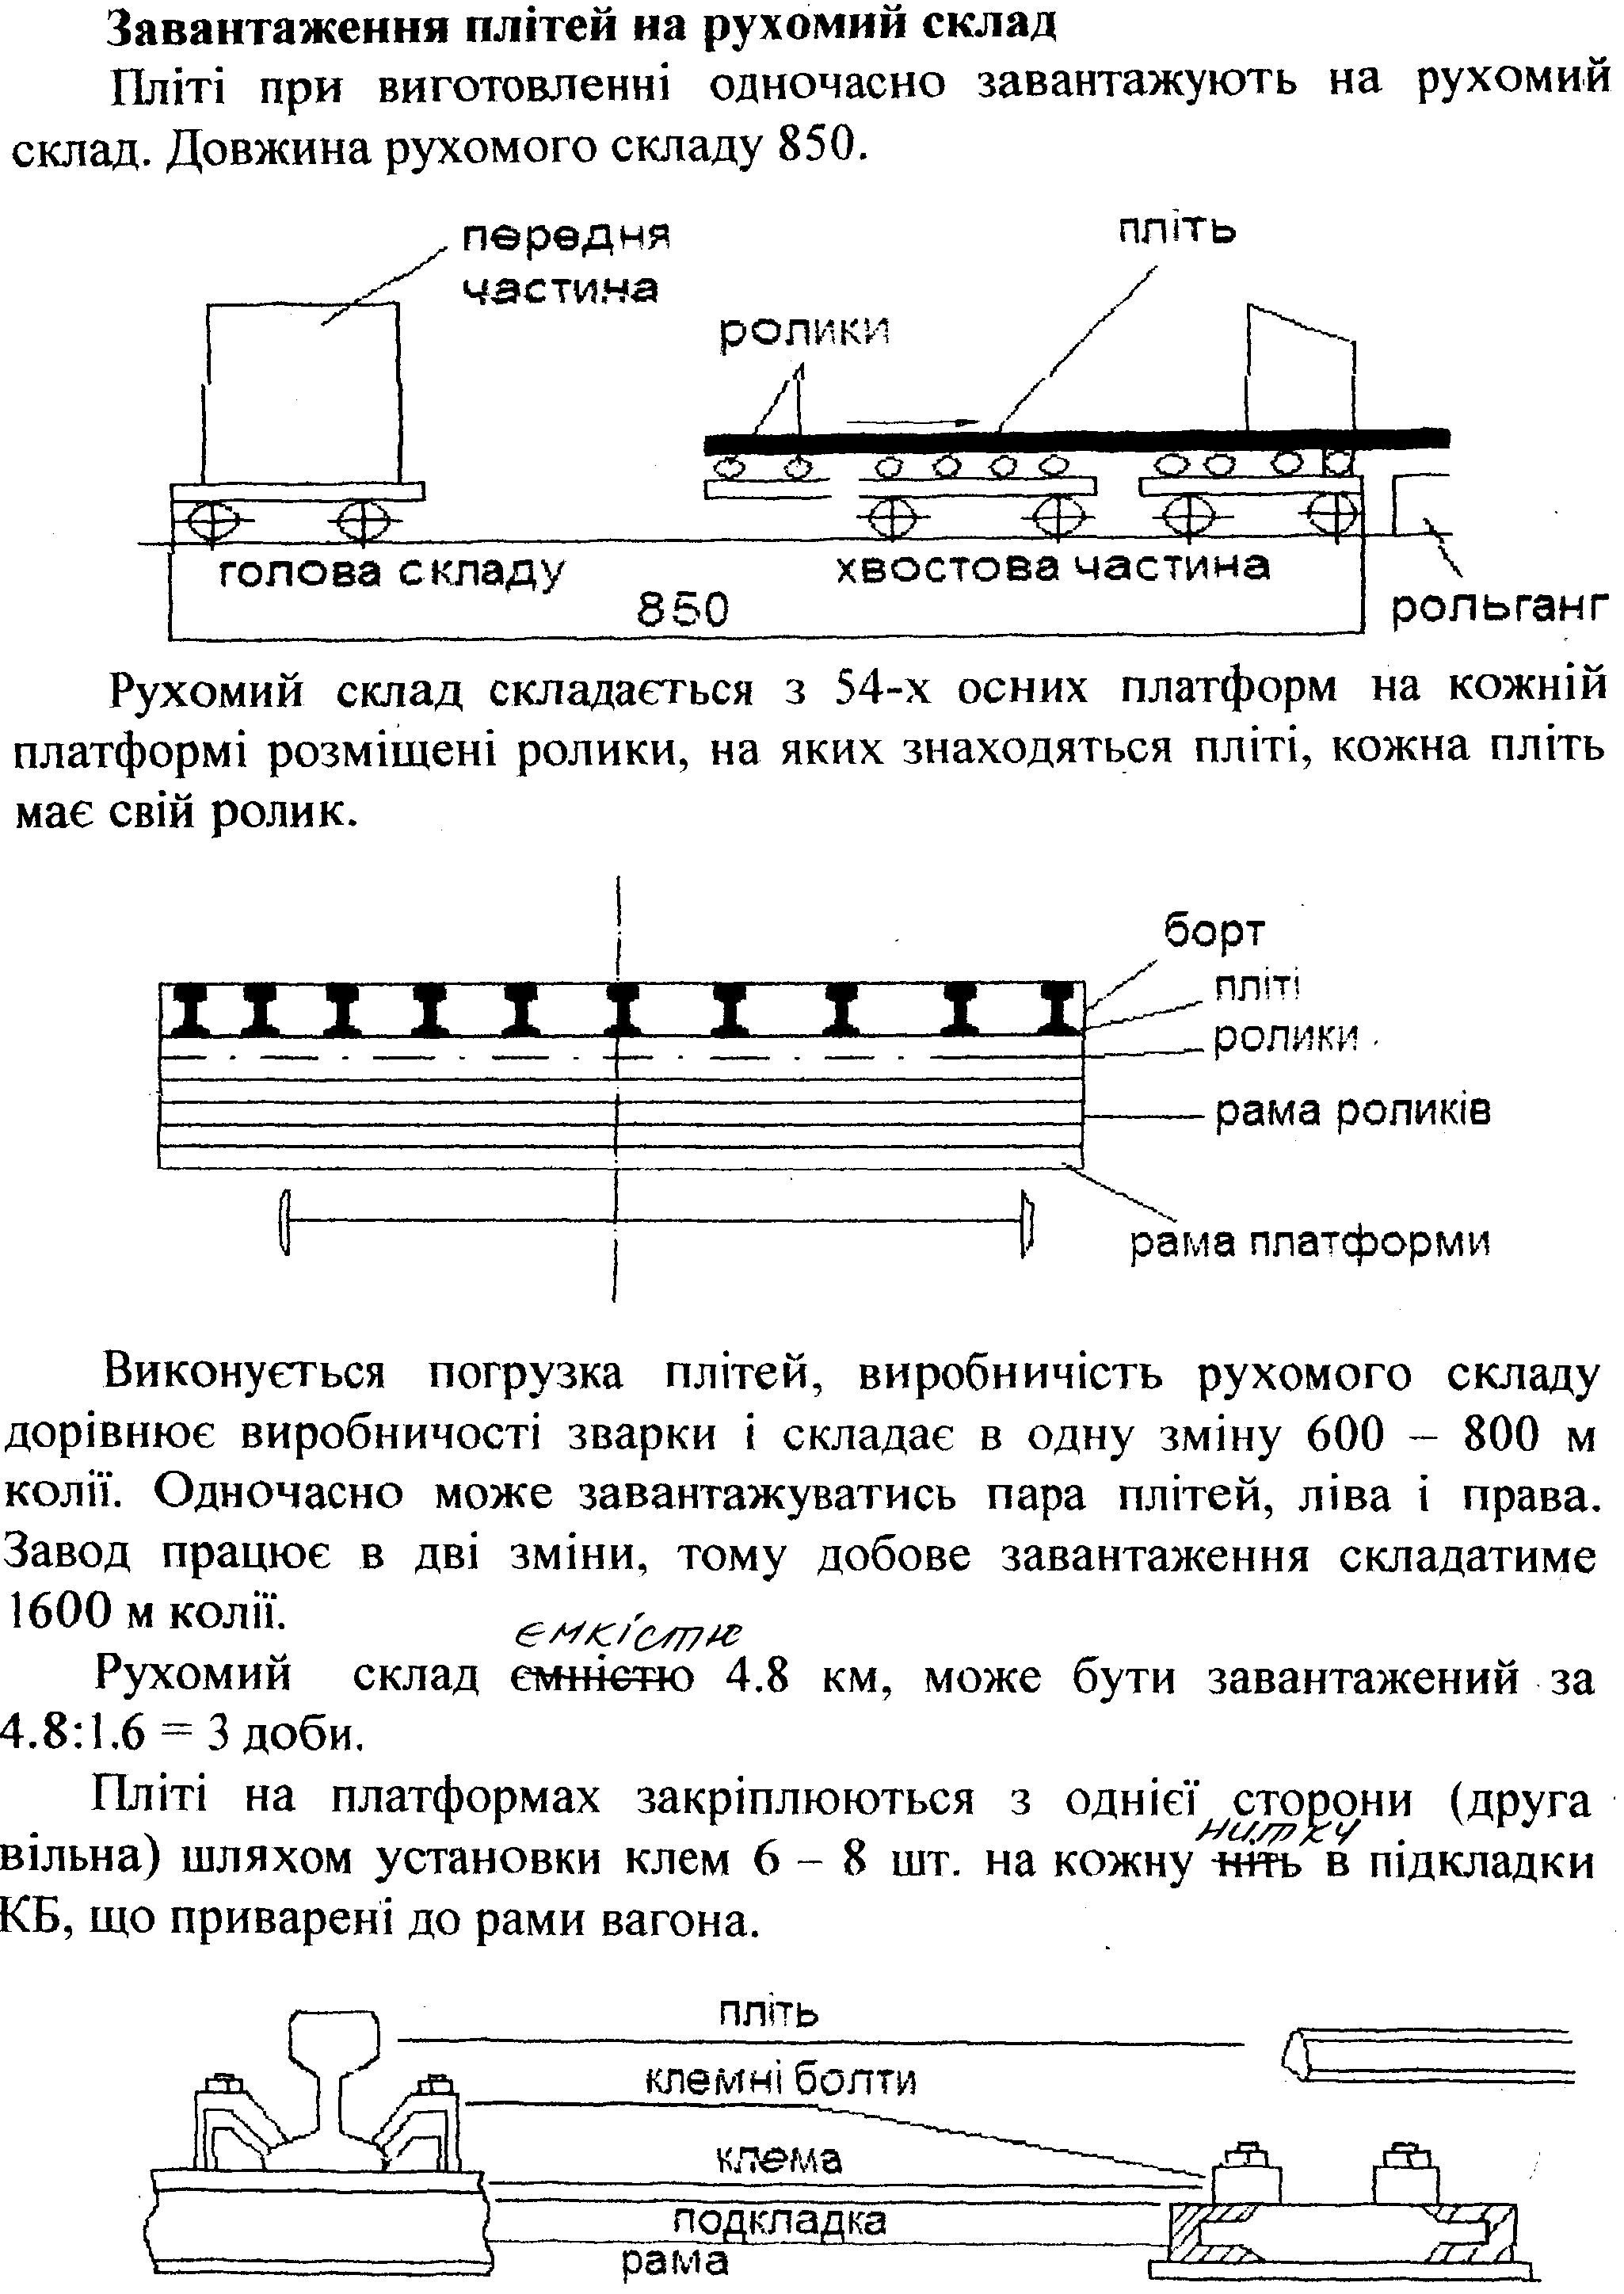 Завантаження плітей на рухомий склад
Пліті при виготовленні одночасно завантажують на рухомий
склад. Довжина рухомого складу 850.
передня
частина
пліть
ролики
голова складу
хвостова частина
850
рольганг
Рухомий склад складається з 54-х осних платформ на кожній
платформі розміщені ролики, на яких знаходяться пліті, кожна пліть
має свій ролик.
борт
пліті
ролики
рама роликів
рама платформи
Виконується погрузка плітей, виробничість рухомого складу
дорівнює виробничості зварки і складає в одну зміну 600 – 800 м
колії. Одночасно може завантажуватись пара плітей, ліва і права.
Завод працює в дві зміни, тому добове завантаження складатиме
1600 м колії.
ємкістю
Рухомий склад ємністю 4.8 км, може бути завантажений за
4.8:1.6 = 3 доби.
Пліті на платформах закріплюються з однієї сторони (друга
нитку
вільна) шляхом установки клем 6 – 8 шт. на кожну ніть в підкладки
КБ, що приварені до рами вагона.
пліть
клемні болти
клема
подкладка
рама